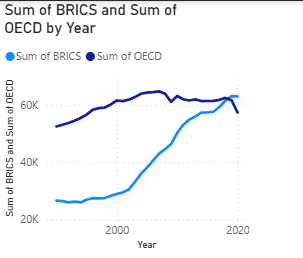 Sum of BRICS and Sum of
OECD by Year
Sum of BRICS Sum of OECD
Sum of BRICS and Sum of OECD
60K
40K
20K
2000 2020
Year